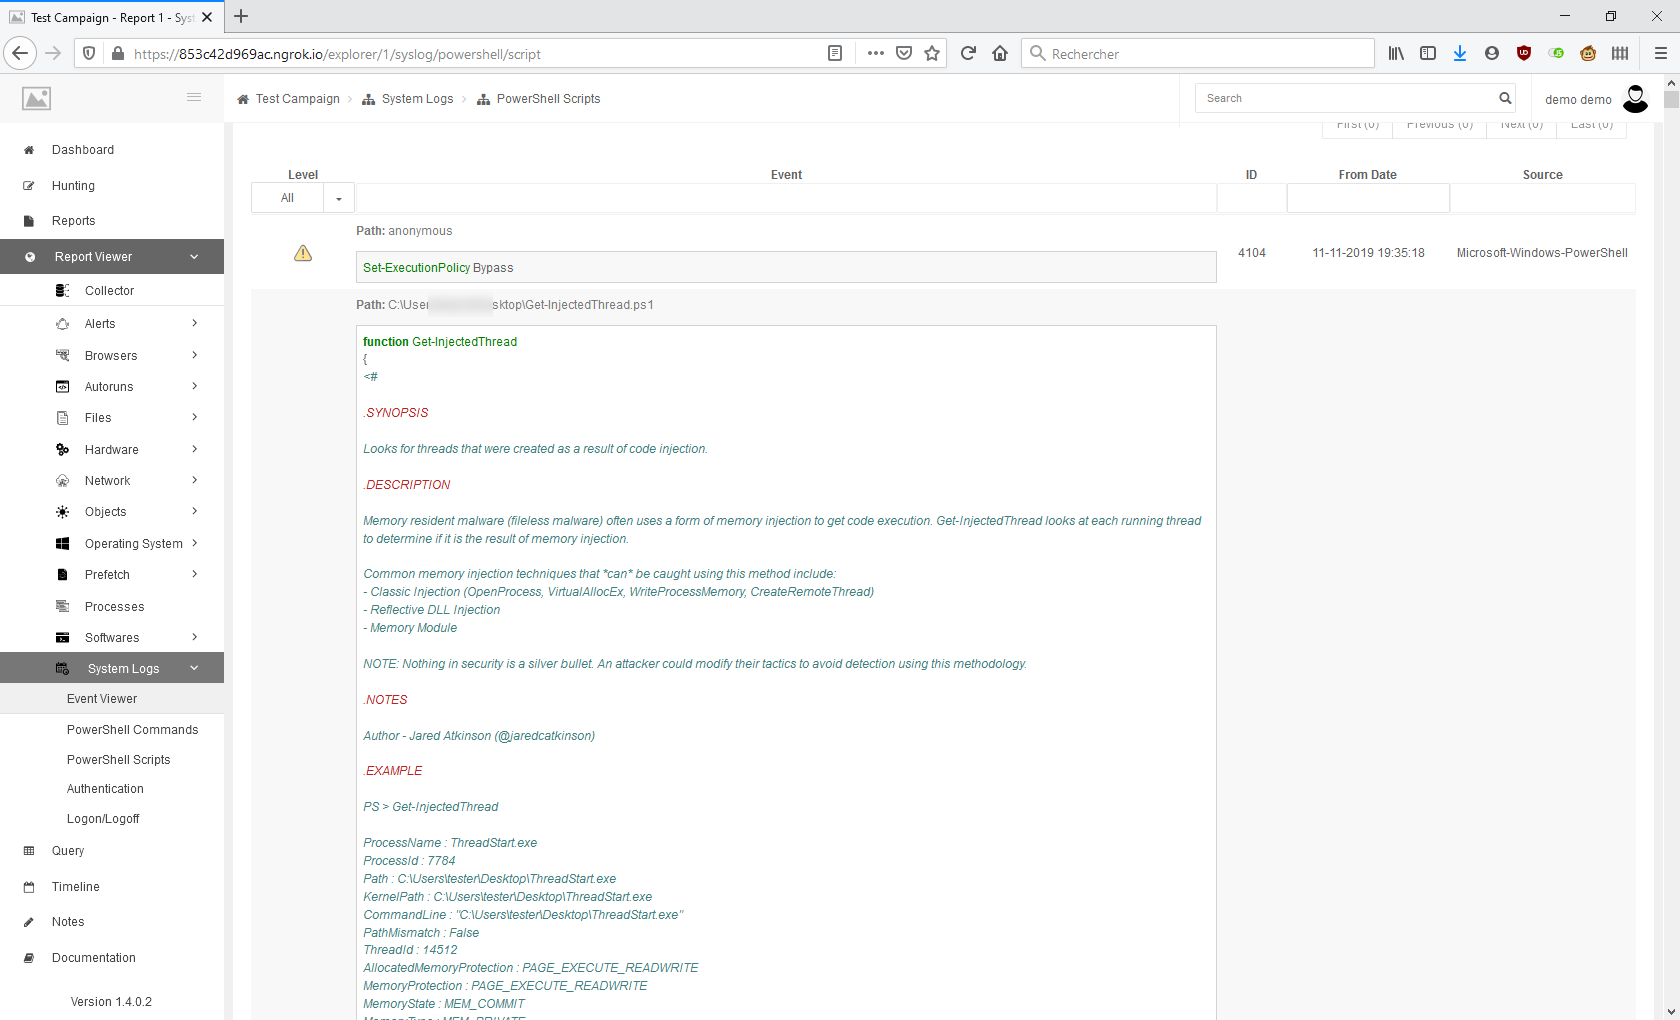 Test Campaign - Report 1 - Sys
https://853c42d969ac.ngrok.io/explorer/1/syslog/powershell/script
Rechercher
Test Campaign
System Logs
PowerShell Scripts
Search
demo demo
Dashboard
Hunting
Reports
Report Viewer
Collector
Alerts
Browsers
Autoruns
Files
Hardware
Network
Objects
Operating System
Prefetch
Processes
Softwares
System Logs
Event Viewer
PowerShell Commands
PowerShell Scripts
Authentication
Logon/Logoff
Query
Timeline
Notes
Documentation
Version 1.4.0.2
First (0) Previous (0) Next (0) Last (0)
Level Event ID From Date Source
All
Path: anonymous
Set-ExecutionPolicy Bypass
4104 11-11-2019 19:35:18 Microsoft-Windows-PowerShell
Path: C:\User sktop\Get-InjectedThread.ps1
function Get-InjectedThread
{
<#
.SYNOPSIS
Looks for threads that were created as a result of code injection.
.DESCRIPTION
Memory resident malware (fileless malware) often uses a form of memory injection to get code execution. Get-InjectedThread looks at each running thread
to determine if it is the result of memory injection.
Common memory injection techniques that *can* be caught using this method include:
- Classic Injection (OpenProcess, VirtualAllocEx, WriteProcessMemory, CreateRemoteThread)
- Reflective DLL Injection
- Memory Module
NOTE: Nothing in security is a silver bullet. An attacker could modify their tactics to avoid detection using this methodology.
.NOTES
Author - Jared Atkinson (@jaredcatkinson)
.EXAMPLE
PS > Get-InjectedThread
ProcessName : ThreadStart.exe
ProcessId : 7784
Path : C:\Users\tester\Desktop\ThreadStart.exe
KernelPath : C:\Users\tester\Desktop\ThreadStart.exe
CommandLine : "C:\Users\tester\Desktop\ThreadStart.exe"
PathMismatch : False
ThreadId : 14512
AllocatedMemoryProtection : PAGE_EXECUTE_READWRITE
MemoryProtection : PAGE_EXECUTE_READWRITE
MemoryState : MEM_COMMIT
MemoryType : MEM_PRIVATE